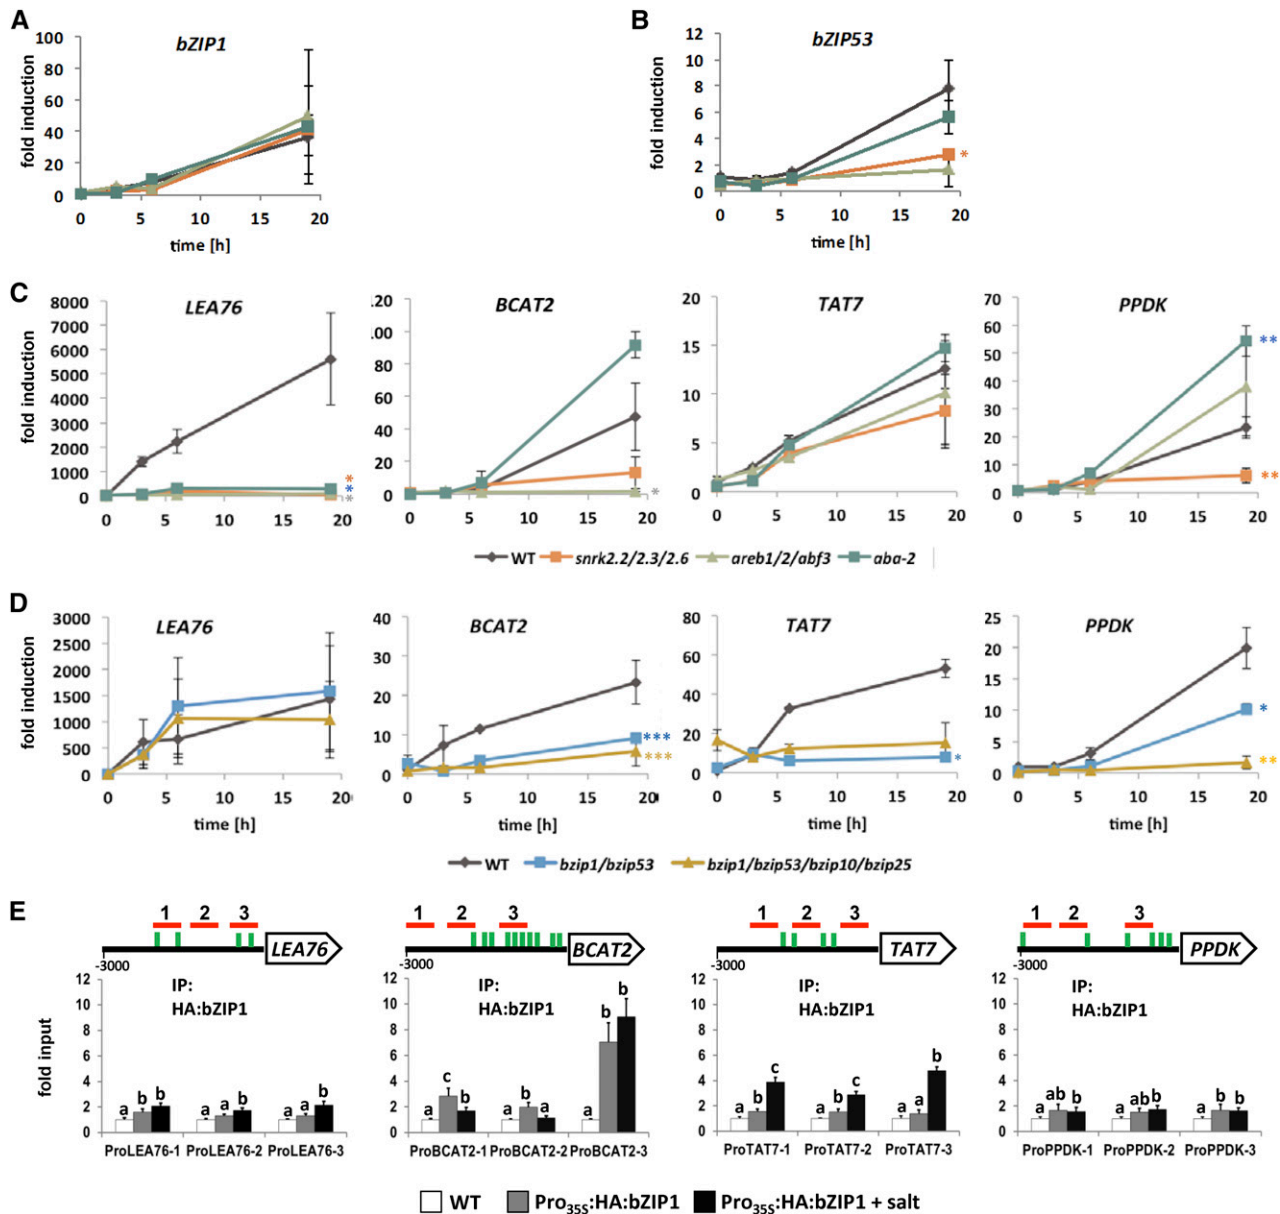 A
bZIP1
fold induction
100
80
60
40
20
0
0 5 10 15 20
time [h]
B
bZIP53
fold induction
12
10
8
6
4
2
0
*
0 5 10 15 20
time [h]
C
LEA76
fold induction
8000
7000
6000
5000
4000
3000
2000
1000
0
*
*
*
0 5 10 15 20
BCAT2
.20
100
80
60
40
20
0
*
0 5 10 15 20
TAT7
20
15
10
5
0
0 5 10 15 20
PPDK
70
60
50
40
30
20
10
0
**
**
0 5 10 15 20
WT snrk2.2/2.3/2.6 areb1/2/abf3 aba-2
D
LEA76
fold induction
3000
2500
2000
1500
1000
500
0
0 5 10 15 20
time [h]
BCAT2
40
30
20
10
0
***
***
0 5 10 15 20
time [h]
TAT7
80
60
40
20
0
*
0 5 10 15 20
time [h]
PPDK
25
20
15
10
5
0
*
**
0 5 10 15 20
time [h]
WT bzip1/bzip53 bzip1/bzip53/bzip10/bzip25
E
1 2 3
LEA76
-3000
IP:
HA:bZIP1
fold input
12
10
8
6
4
2
0
a b b a a b a a b
ProLEA76-1 ProLEA76-2 ProLEA76-3
1 2 3
BCAT2
-3000
IP:
HA:bZIP1
12
10
8
6
4
2
0
a c b a b a a b b
ProBCAT2-1 ProBCAT2-2 ProBCAT2-3
1 2 3
TAT7
-3000
IP:
HA:bZIP1
12
10
8
6
4
2
0
a b c a b c a a b
ProTAT7-1 ProTAT7-2 ProTAT7-3
1 2 3
PPDK
-3000
IP:
HA:bZIP1
12
10
8
6
4
2
0
a ab b a ab b a b b
ProPPDK-1 ProPPDK-2 ProPPDK-3
WT Pro35S:HA:bZIP1 Pro35S:HA:bZIP1 + salt